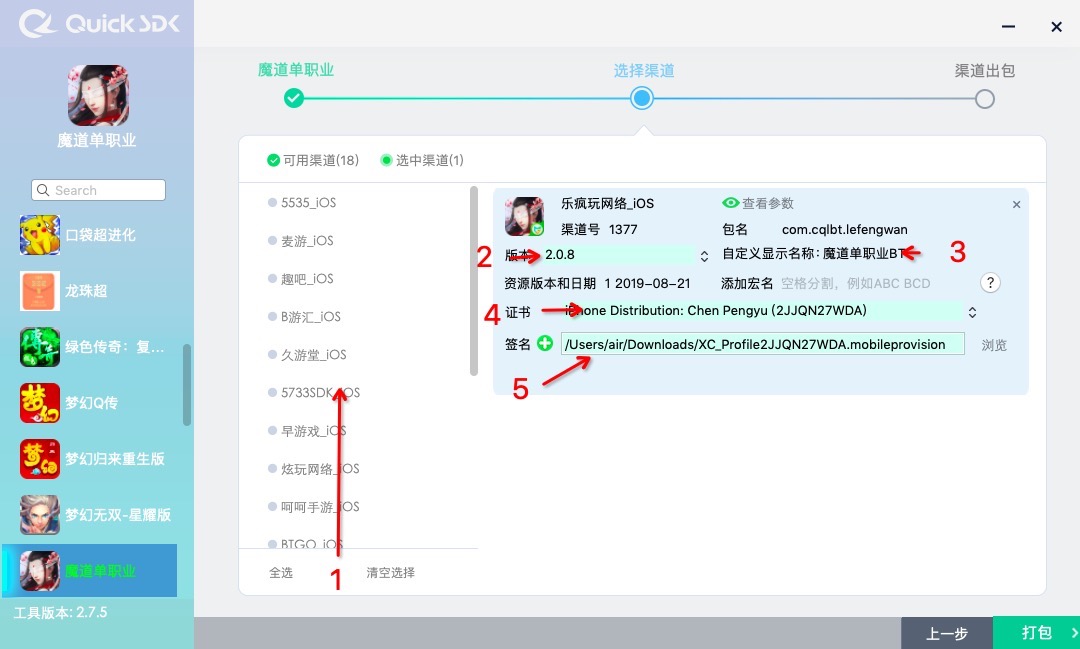 Quick SDK
魔道单职业
Search
口袋超进化
龙珠超
绿色传奇：复...
梦幻Q传
梦幻归来重生版
梦幻无双-星耀版
魔道单职业
工具版本: 2.7.5
魔道单职业
选择渠道
渠道出包
可用渠道(18)
选中渠道(1)
5535_iOS
麦游_iOS
趣吧_iOS
B游汇_iOS
久游堂_iOS
5733SDK_iOS
早游戏_iOS
炫玩网络_iOS
呵呵手游_iOS
BTGO_iOS
1
全选
清空选择
乐疯玩网络_iOS
查看参数
×
渠道号 1377
包名 com.cqlbt.lefengwan
2
版本 2.0.8
自定义显示名称: 魔道单职业BT
3
资源版本和日期 1 2019-08-21
添加宏名 空格分割，例如ABC BCD
?
4
证书 iPhone Distribution: Chen Pengyu (2JJQN27WDA)
签名 /Users/air/Downloads/XC_Profile2JJQN27WDA.mobileprovision
浏览
5
上一步
打包